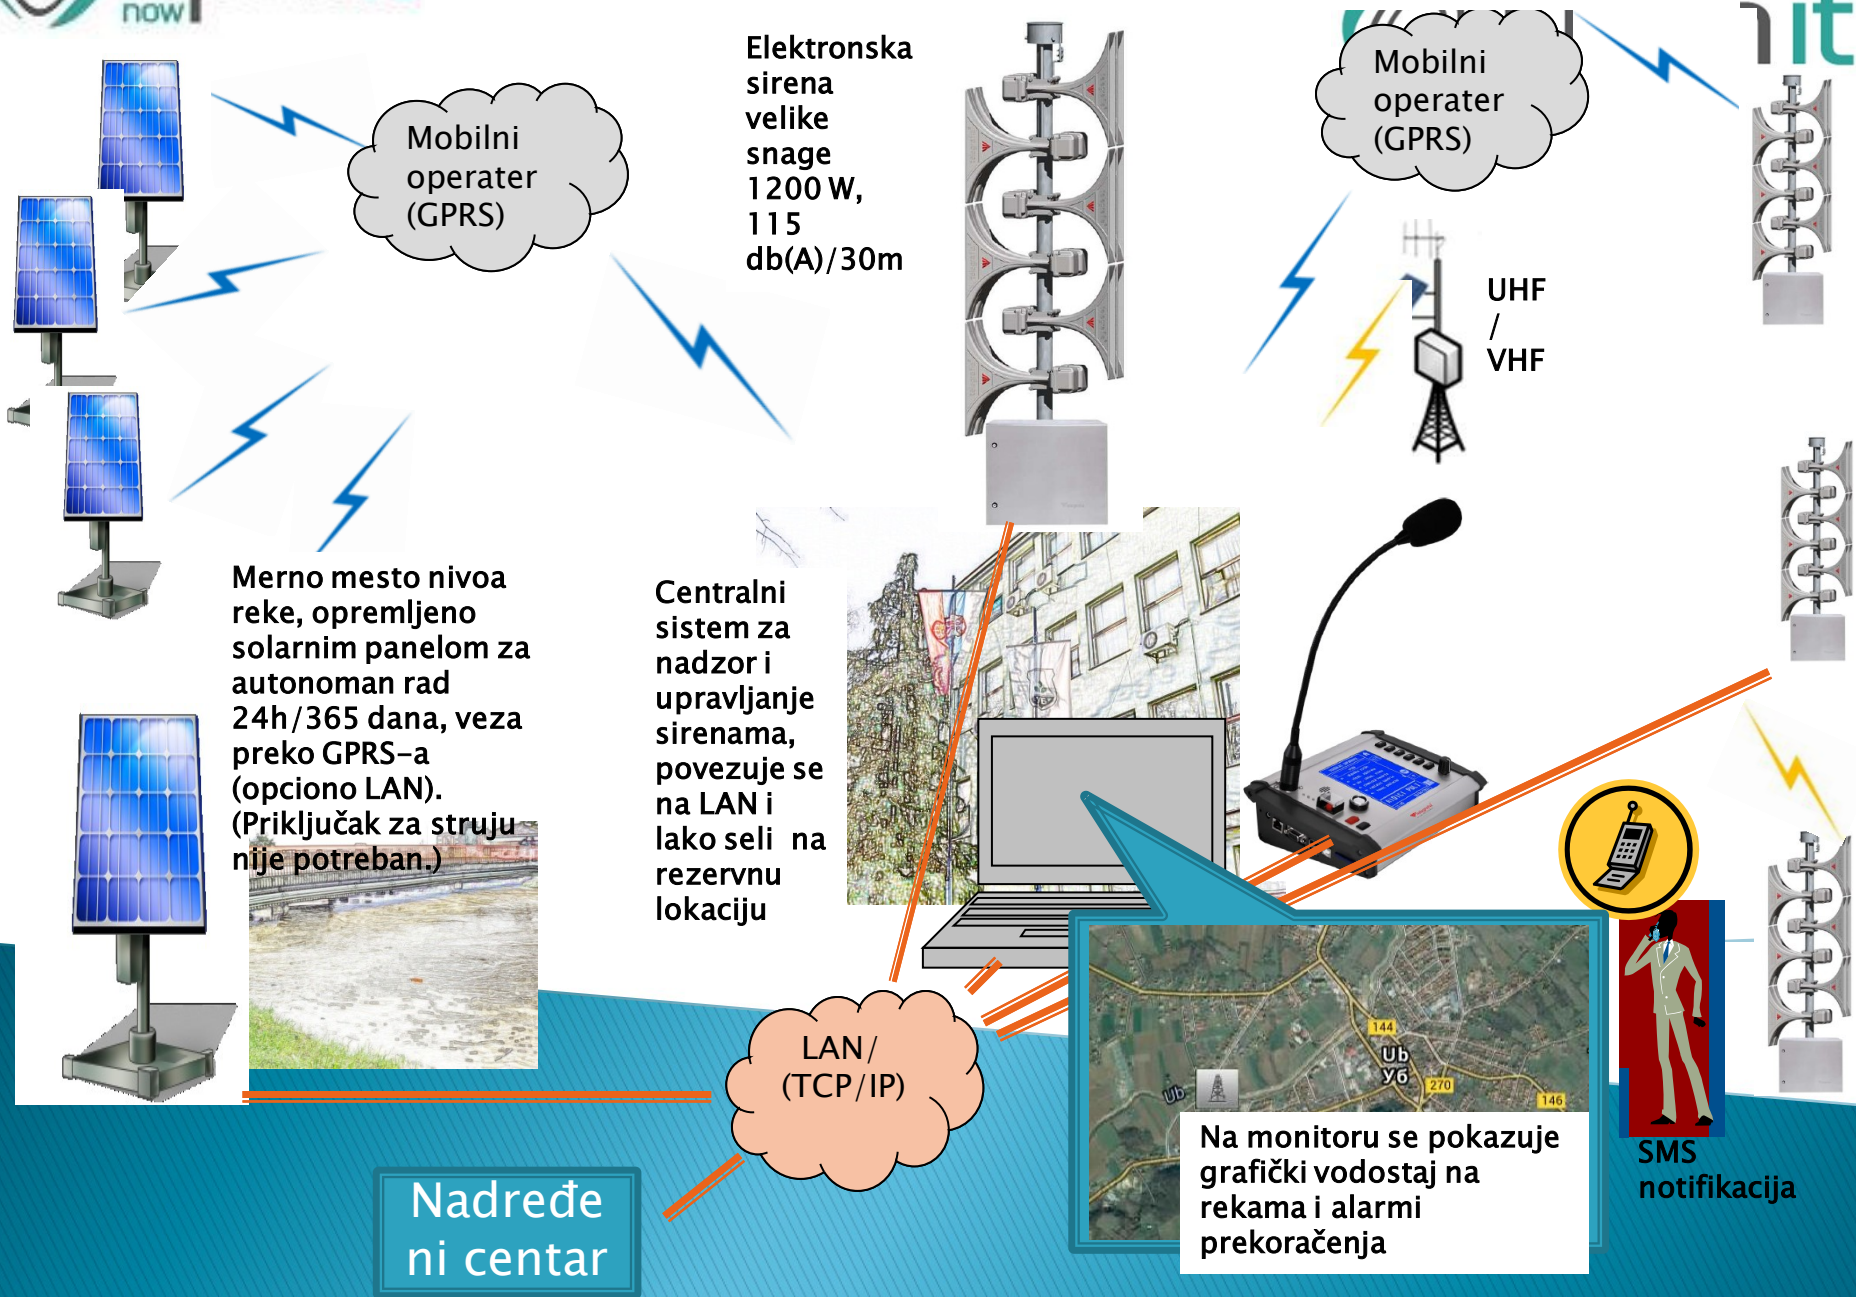 now
it
Mobilni
operater
(GPRS)
Elektronska
sirena
velike
snage
1200 W,
115
db(A)/30m
Mobilni
operater
(GPRS)
UHF
/
VHF
Merno mesto nivoa
reke, opremljeno
solarnim panelom za
autonoman rad
24h/365 dana, veza
preko GPRS-a
(opciono LAN).
(Priključak za struju
nije potreban.)
Centralni
sistem za
nadzor i
upravljanje
sirenama,
povezuje se
na LAN i
lako seli na
rezervnu
lokaciju
LAN/
(TCP/IP)
144
Ub
Уб
270
146
Ub
Na monitoru se pokazuje
grafički vodostaj na
rekama i alarmi
prekoračenja
SMS
notifikacija
Nadređe
ni centar